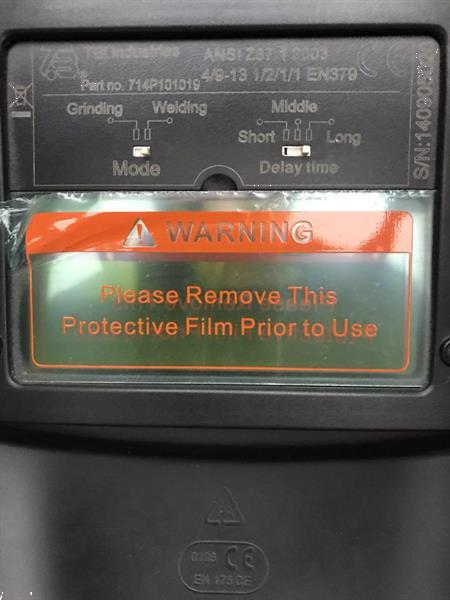 Industries
ANSI Z87.1 2003
4/9-13 1/2/1/1 EN379
Part no. 714P101019
Grinding Welding
Mode
Middle
Short Long
Delay time
WARNING
Please Remove This
Protective Film Prior to Use
CE
EN 175